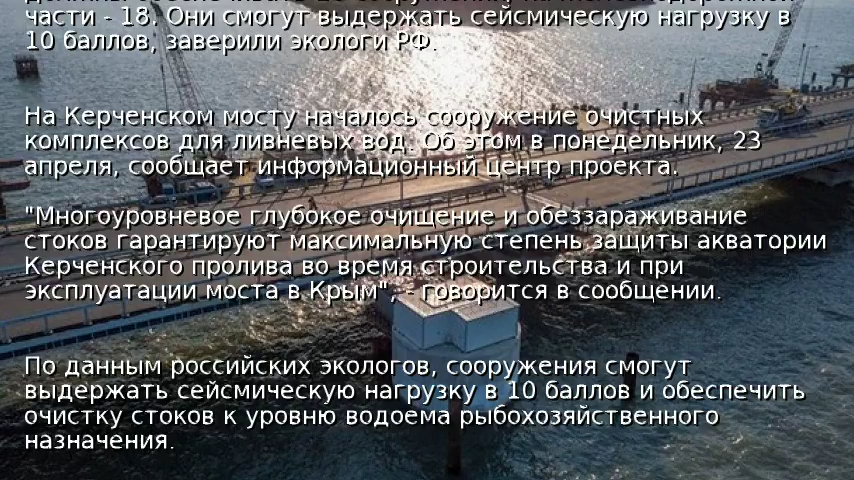 части - 18. Они смогут выдержать сейсмическую нагрузку в
10 баллов, заверили экологи РФ.
На Керченском мосту началось сооружение очистных
комплексов для ливневых вод. Об этом в понедельник, 23
апреля, сообщает информационный центр проекта.
"Многоуровневое глубокое очищение и обеззараживание
стоков гарантируют максимальную степень защиты акватории
Керченского пролива во время строительства и при
эксплуатации моста в Крым", - говорится в сообщении.
По данным российских экологов, сооружения смогут
выдержать сейсмическую нагрузку в 10 баллов и обеспечить
очистку стоков к уровню водоема рыбохозяйственного
назначения.